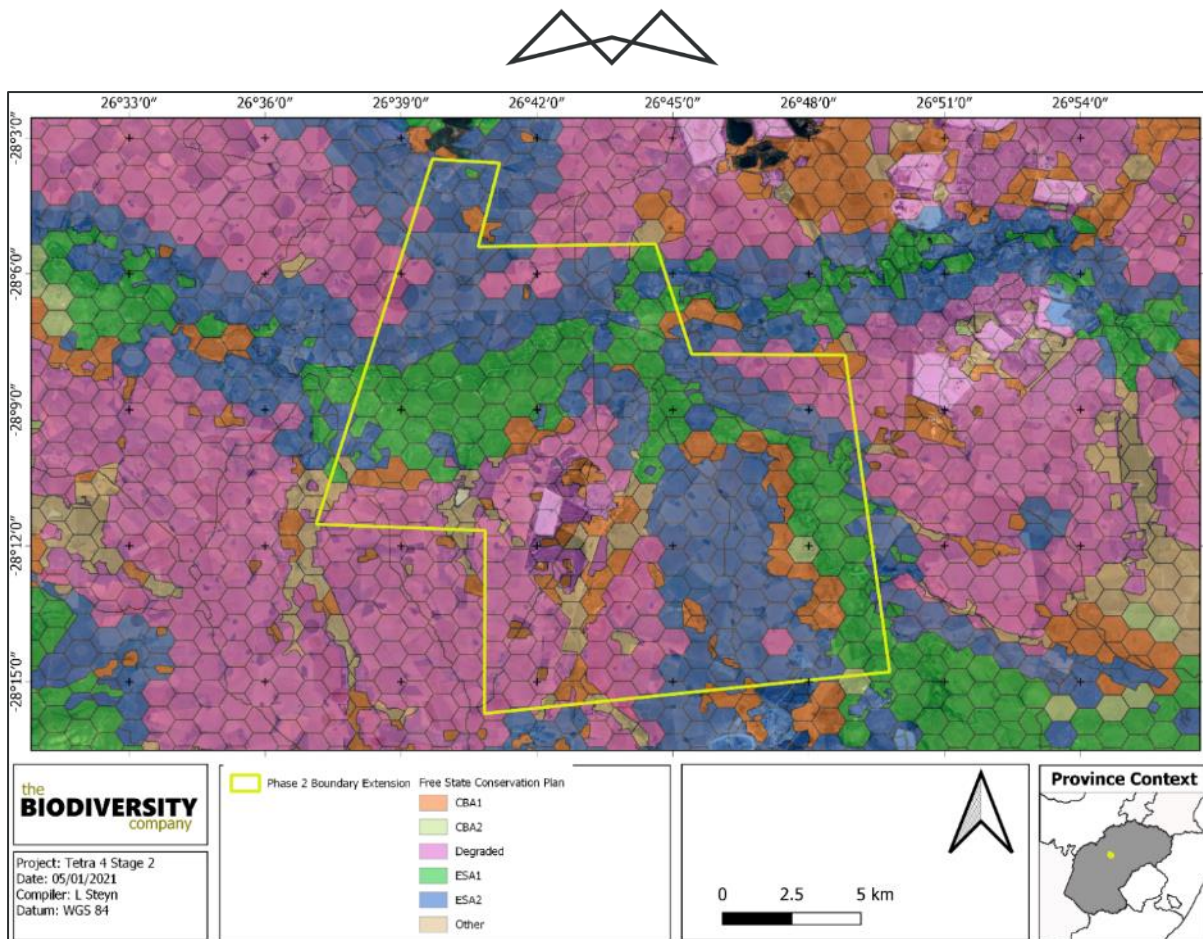 26°33'0"  26°36'0"  26°39'0"  26°42'0"  26°45'0"  26°48'0"  26°51'0"  26°54'0"
-28°3'0"
-28°6'0"
-28°9'0"
-28°12'0"
-28°15'0"
the
BIODIVERSITY
company
Project: Tetra 4 Stage 2
Date: 05/01/2021
Compiler: L Steyn
Datum: WGS 84
Phase 2 Boundary Extension
Free State Conservation Plan
CBA1
CBA2
Degraded
ESA1
ESA2
Other
0 2.5 5 km
Province Context